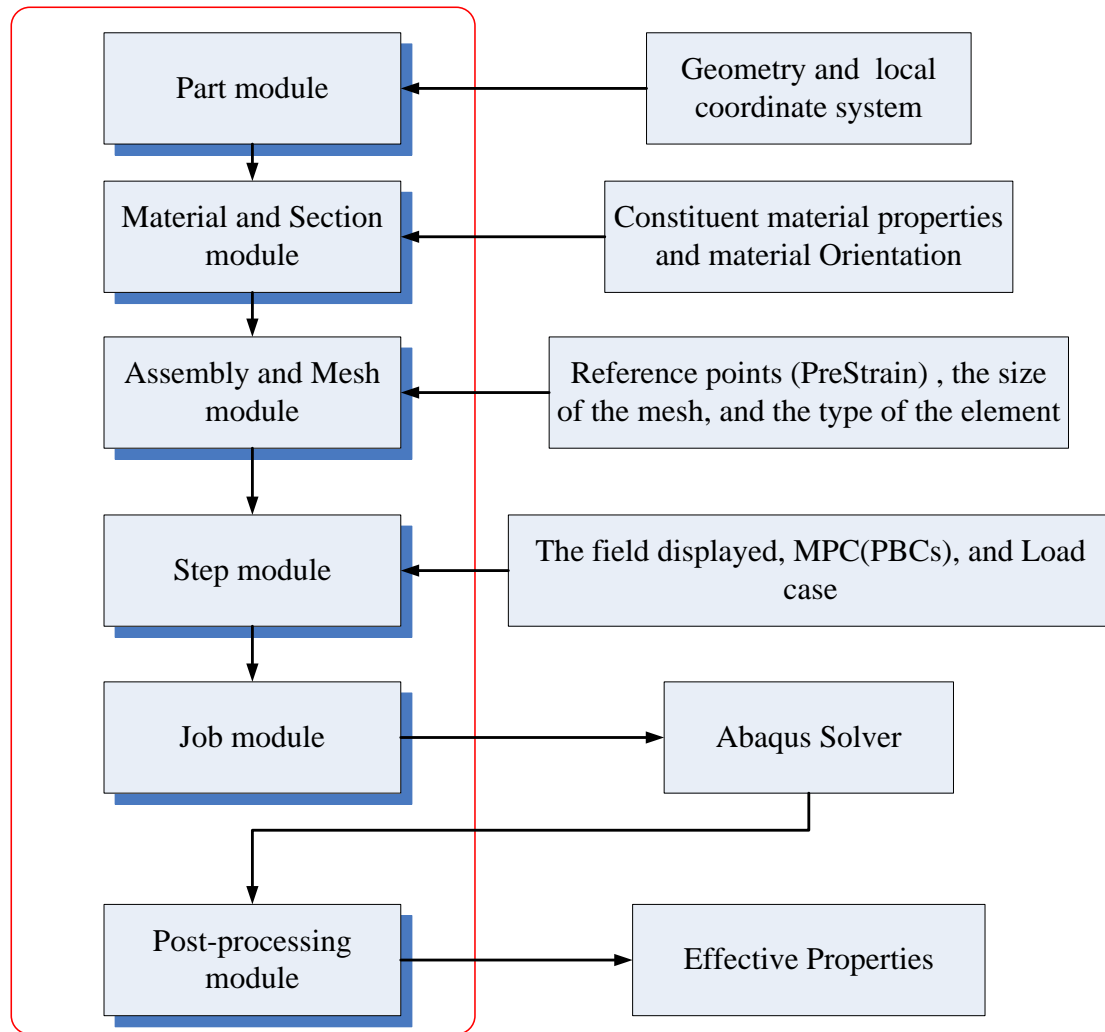 Part module
Geometry and local
coordinate system
Material and Section
module
Constituent material properties
and material Orientation
Assembly and Mesh
module
Reference points (PreStrain) , the size
of the mesh, and the type of the element
Step module
The field displayed, MPC(PBCs), and Load
case
Job module
Abaqus Solver
Post-processing
module
Effective Properties